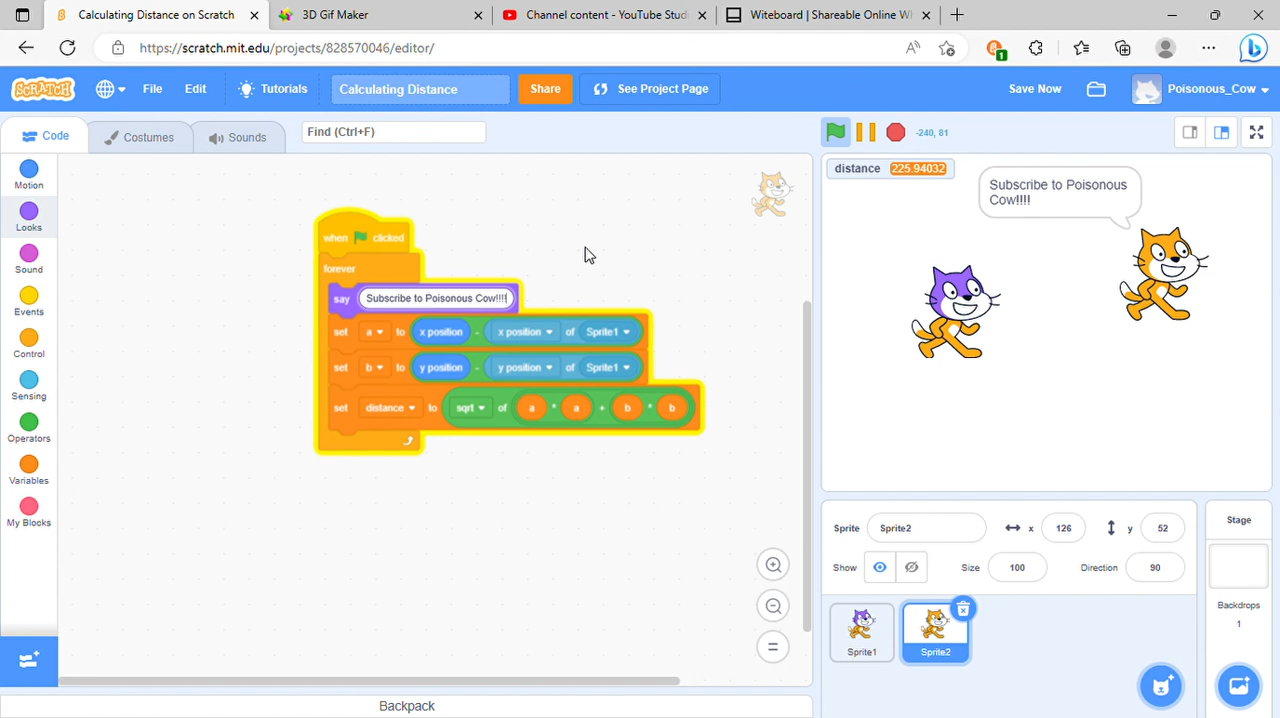 Calculating Distance on Scratch
3D Gif Maker
Channel content - YouTube Studi
Witeboard | Shareable Online Wh
https://scratch.mit.edu/projects/828570046/editor/
1
SCRATCH
File
Edit
Tutorials
Calculating Distance
Share
See Project Page
Save Now
Poisonous_Cow
Code
Costumes
Sounds
Find (Ctrl+F)
-240, 81
Motion
Looks
Sound
Events
Control
Sensing
Operators
Variables
My Blocks
when clicked
forever
say Subscribe to Poisonous Cow!!!!
set a to x position - x position of Sprite1
set b to y position - y position of Sprite1
set distance to sqrt of a * a + b * b
distance 225.94032
Subscribe to Poisonous
Cow!!!!
Sprite Sprite2 x 126 y 52
Show Size 100 Direction 90
Sprite1
Sprite2
Stage
Backdrops
1
Backpack